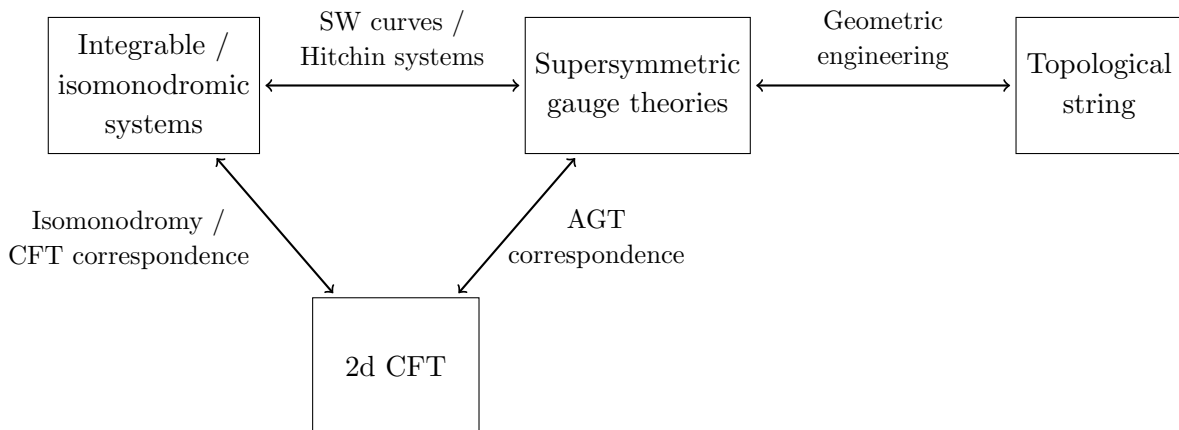 Integrable /
isomonodromic
systems
SW curves /
Hitchin systems
Supersymmetric
gauge theories
Geometric
engineering
Topological
string
Isomonodromy /
CFT correspondence
AGT
correspondence
2d CFT